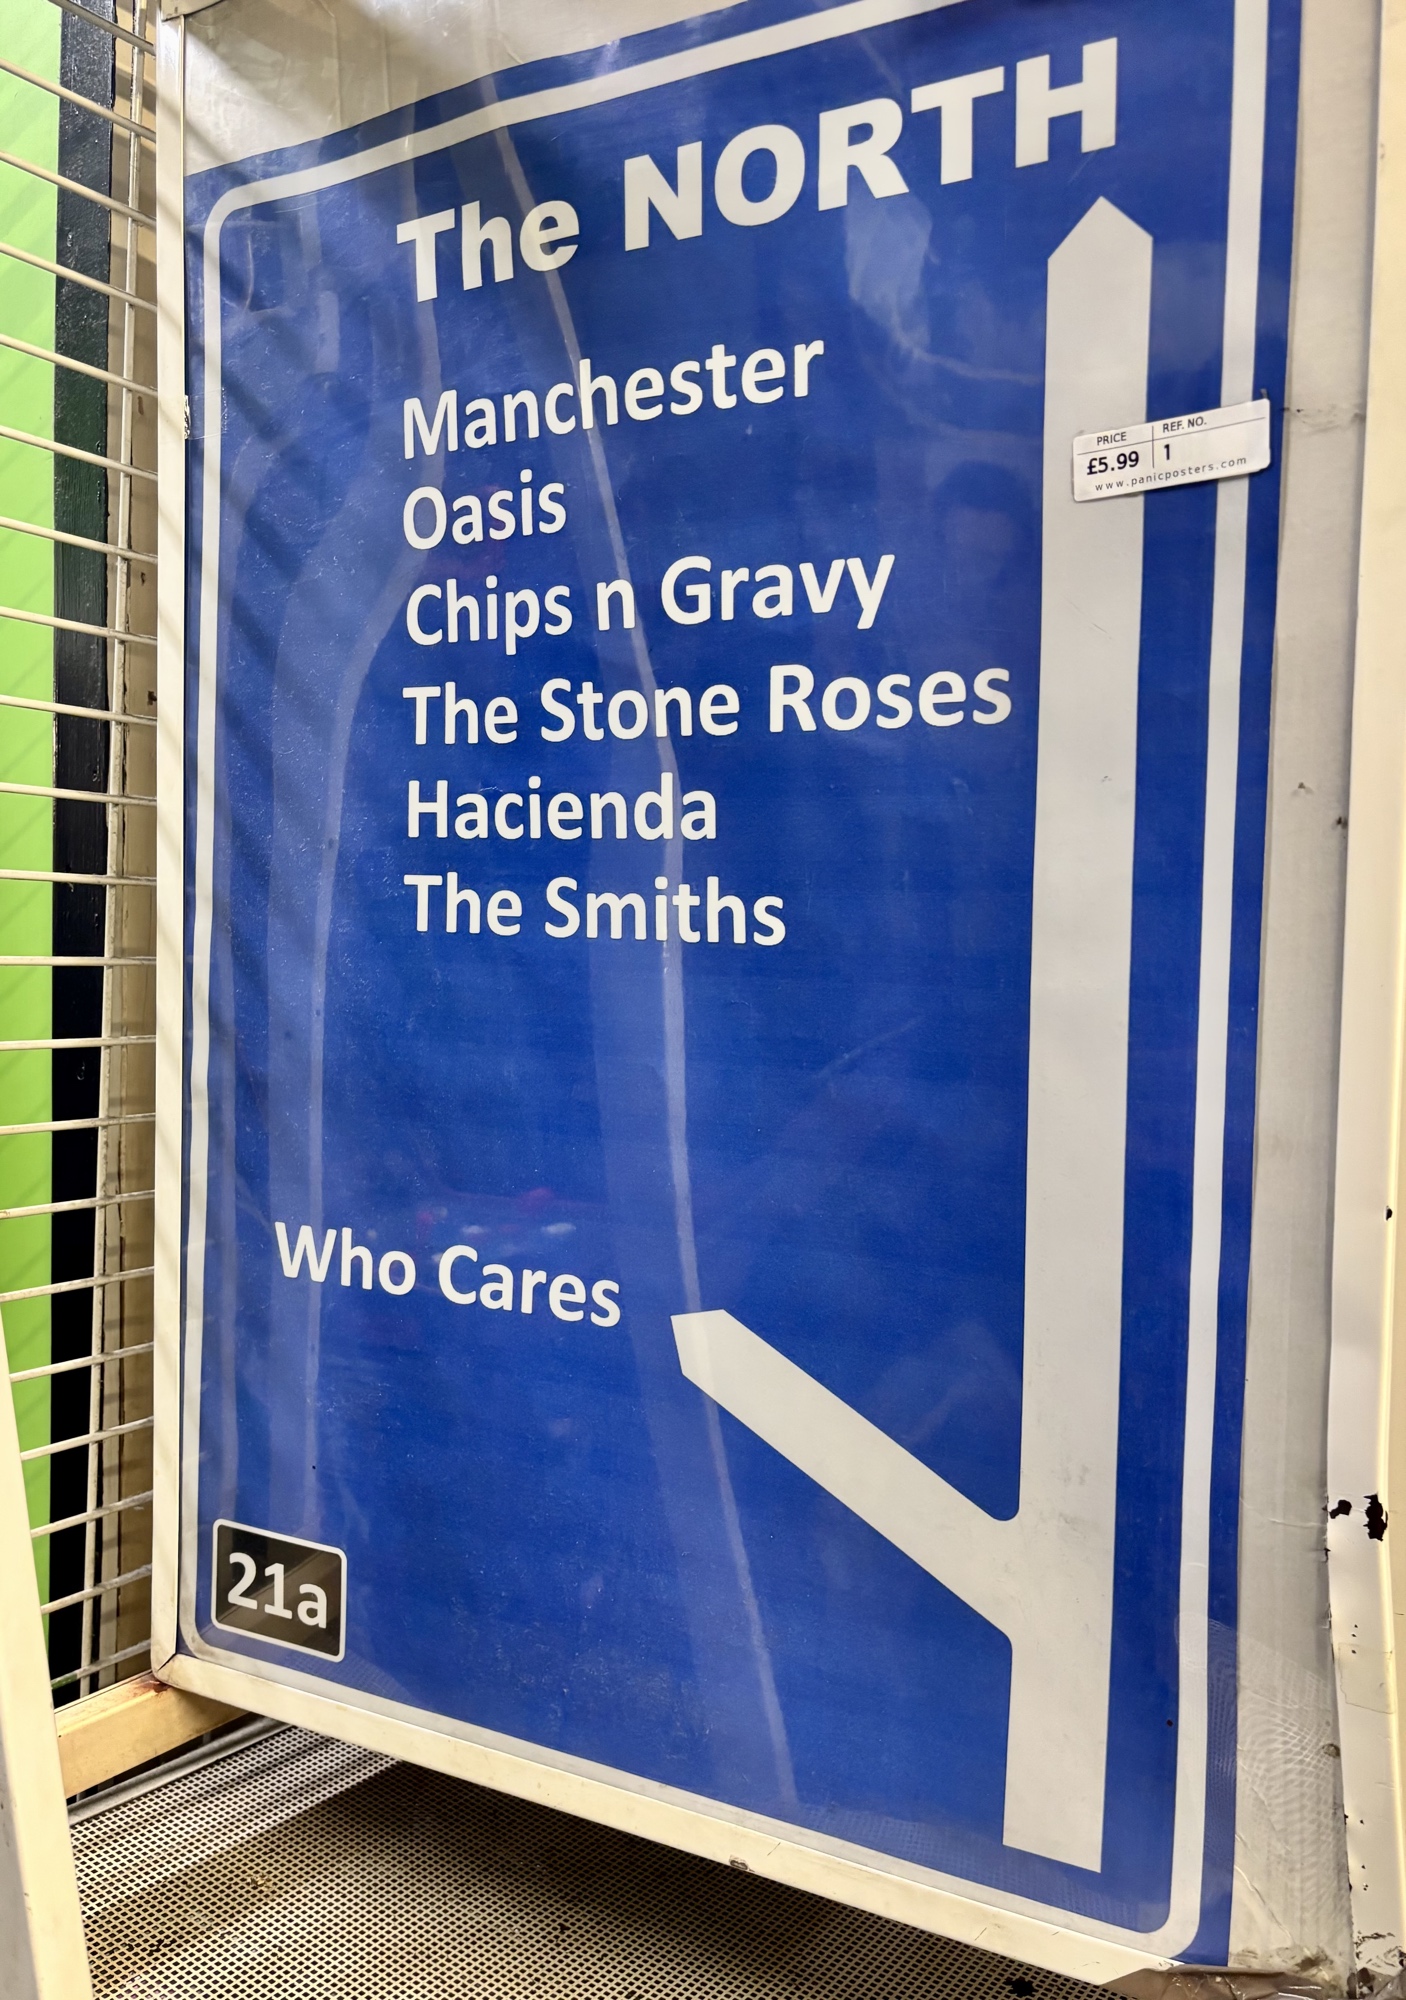 The NORTH
Manchester
Oasis
Chips n Gravy
The Stone Roses
Hacienda
The Smiths
PRICE
£5.99
REF. NO.
1
www.panicposters.com
Who Cares
21a